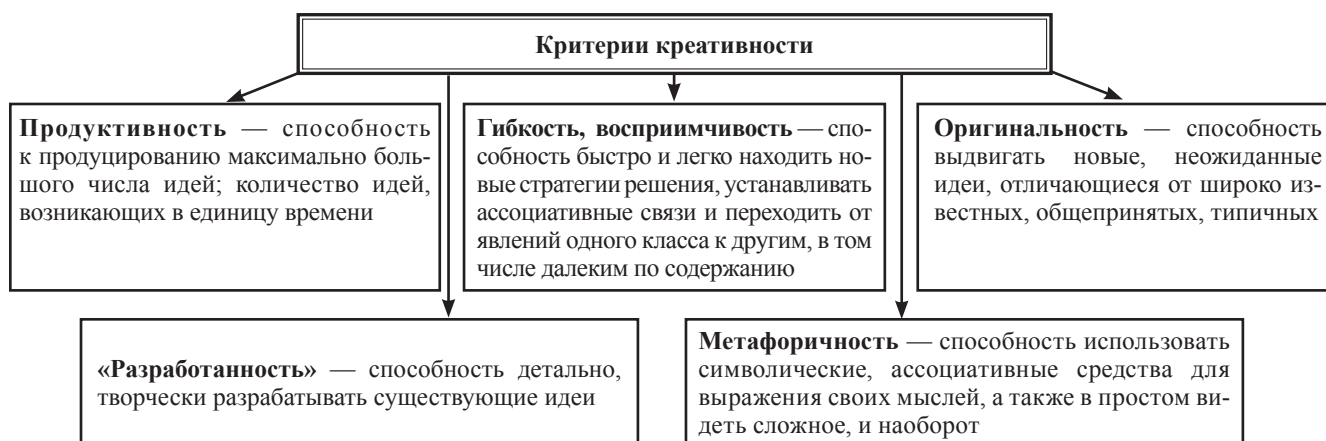 Критерии креативности
Продуктивность — способность
к продуцированию максимально боль-
шого числа идей; количество идей,
возникающих в единицу времени
Гибкость, восприимчивость — спо-
собность быстро и легко находить но-
вые стратегии решения, устанавливать
ассоциативные связи и переходить от
явлений одного класса к другим, в том
числе далеким по содержанию
Оригинальность — способность
выдвигать новые, неожиданные
идеи, отличающиеся от широко из-
вестных, общепринятых, типичных
«Разработанность» — способность детально,
творчески разрабатывать существующие идеи
Метафоричность — способность использовать
символические, ассоциативные средства для
выражения своих мыслей, а также в простом ви-
деть сложное, и наоборот